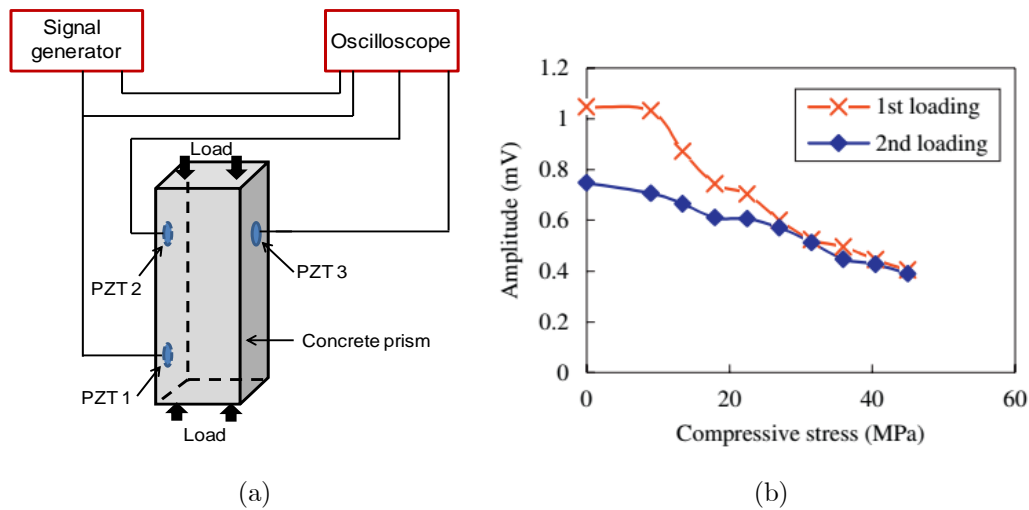 Signal
generator
Oscilloscope
Load
PZT 2
PZT 3
Concrete prism
PZT 1
Load
(a)
Amplitude (mV)
1.2
1
0.8
0.6
0.4
0.2
0
0
20
40
60
Compressive stress (MPa)
1st loading
2nd loading
(b)